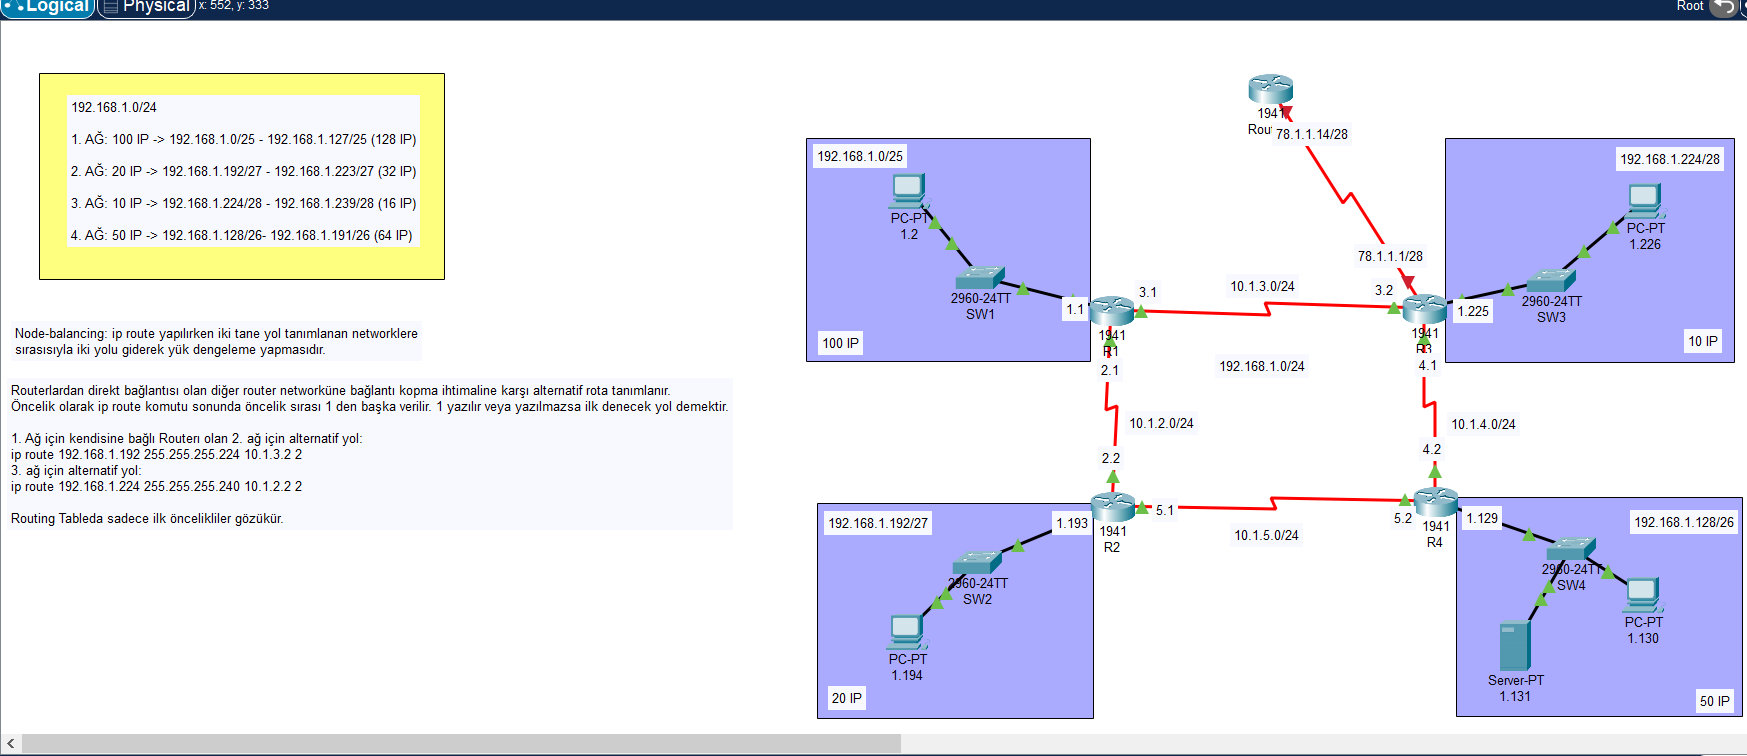 Logical
Physical
x: 552, y: 333
Root
192.168.1.0/24
1. AĞ: 100 IP -> 192.168.1.0/25 - 192.168.1.127/25 (128 IP)
2. AĞ: 20 IP -> 192.168.1.192/27 - 192.168.1.223/27 (32 IP)
3. AĞ: 10 IP -> 192.168.1.224/28 - 192.168.1.239/28 (16 IP)
4. AĞ: 50 IP -> 192.168.1.128/26- 192.168.1.191/26 (64 IP)
Node-balancing: ip route yapılırken iki tane yol tanımlanan networklere
sırasısıyla iki yolu giderek yük dengeleme yapmasıdır.
Routerlardan direkt bağlantısı olan diğer router networküne bağlantı kopma ihtimaline karşı alternatif rota tanımlanır.
Öncelik olarak ip route komutu sonunda öncelik sırası 1 den başka verilir. 1 yazılır veya yazılmazsa ilk denecek yol demektir.
1. Ağ için kendisine bağlı Routerı olan 2. ağ için alternatif yol:
ip route 192.168.1.192 255.255.255.224 10.1.3.2 2
3. ağ için alternatif yol:
ip route 192.168.1.224 255.255.255.240 10.1.2.2 2
Routing Tableda sadece ilk öncelikliler gözükür.
1941
Rout
78.1.1.14/28
78.1.1.1/28
192.168.1.0/25
PC-PT
1.2
2960-24TT
SW1
1.1
100 IP
3.1
1941
R1
2.1
10.1.3.0/24
3.2
1941
R3
4.1
192.168.1.0/24
192.168.1.224/28
PC-PT
1.226
2960-24TT
SW3
1.225
10 IP
10.1.2.0/24
2.2
10.1.4.0/24
4.2
192.168.1.192/27
1.193
1941
R2
5.1
2960-24TT
SW2
PC-PT
1.194
20 IP
10.1.5.0/24
5.2
1941
R4
1.129
192.168.1.128/26
2960-24TT
SW4
PC-PT
1.130
Server-PT
1.131
50 IP